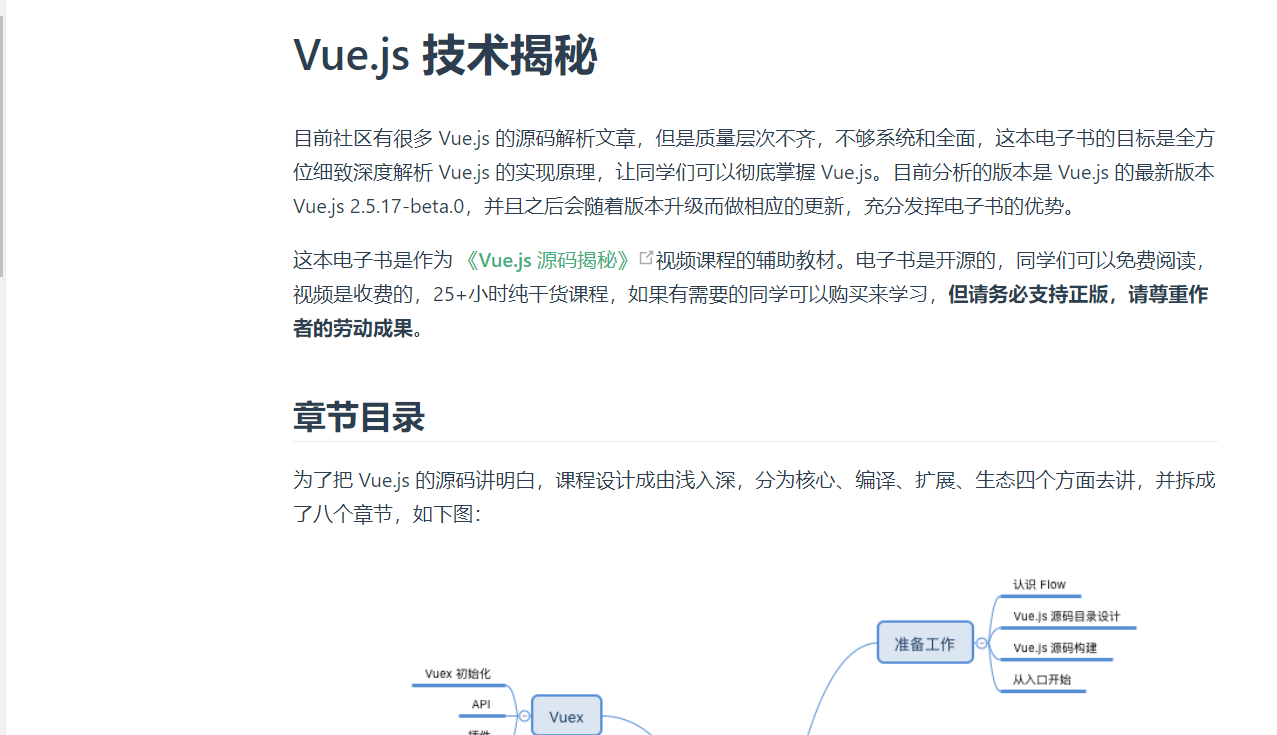 Vue.js 技术揭秘
目前社区有很多 Vue.js 的源码解析文章，但是质量层次不齐，不够系统和全面，这本电子书的目标是全方
位细致深度解析 Vue.js 的实现原理，让同学们可以彻底掌握 Vue.js。目前分析的版本是 Vue.js 的最新版本
Vue.js 2.5.17-beta.0，并且之后会随着版本升级而做相应的更新，充分发挥电子书的优势。
这本电子书是作为 《Vue.js 源码揭秘》视频课程的辅助教材。电子书是开源的，同学们可以免费阅读，
视频是收费的，25+小时纯干货课程，如果有需要的同学可以购买来学习，但请务必支持正版，请尊重作
者的劳动成果。
章节目录
为了把 Vue.js 的源码讲明白，课程设计成由浅入深，分为核心、编译、扩展、生态四个方面去讲，并拆成
了八个章节，如下图：
认识 Flow
Vue.js 源码目录设计
准备工作
Vue.js 源码构建
从入口开始
Vuex 初始化
API
Vuex